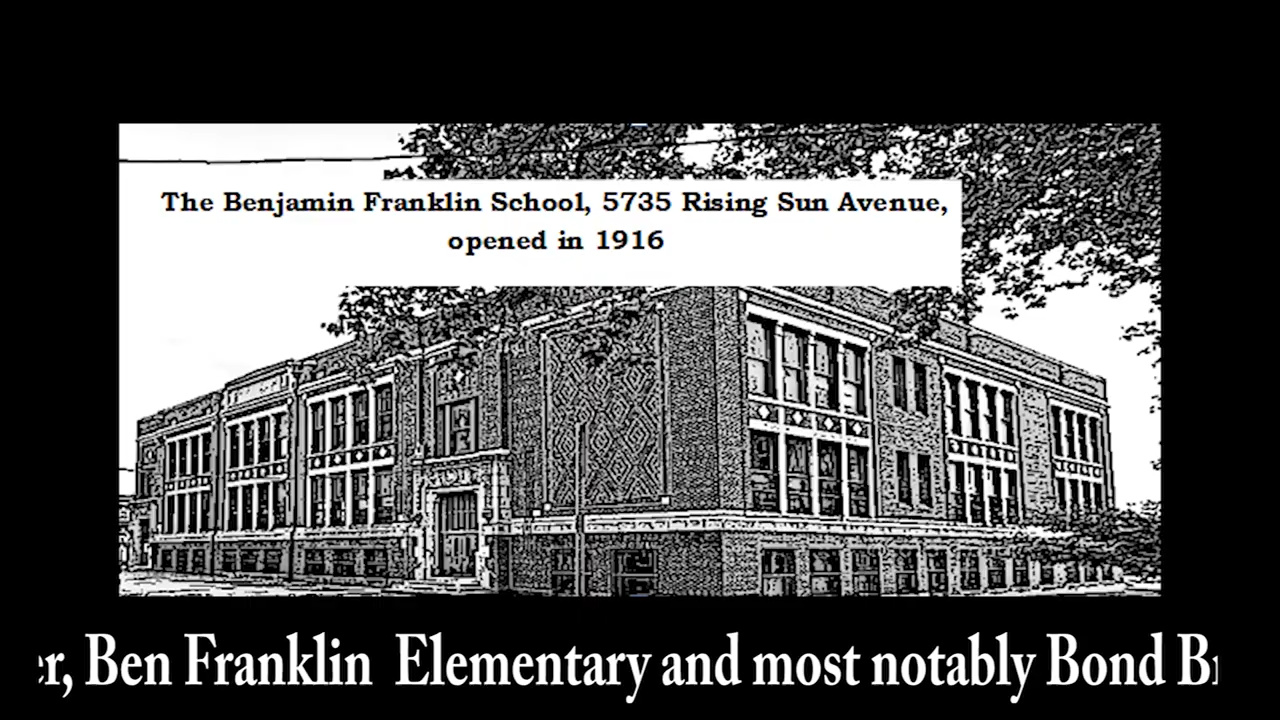 The Benjamin Franklin School, 5735 Rising Sun Avenue,
opened in 1916
Ben Franklin Elementary and most notably Bond